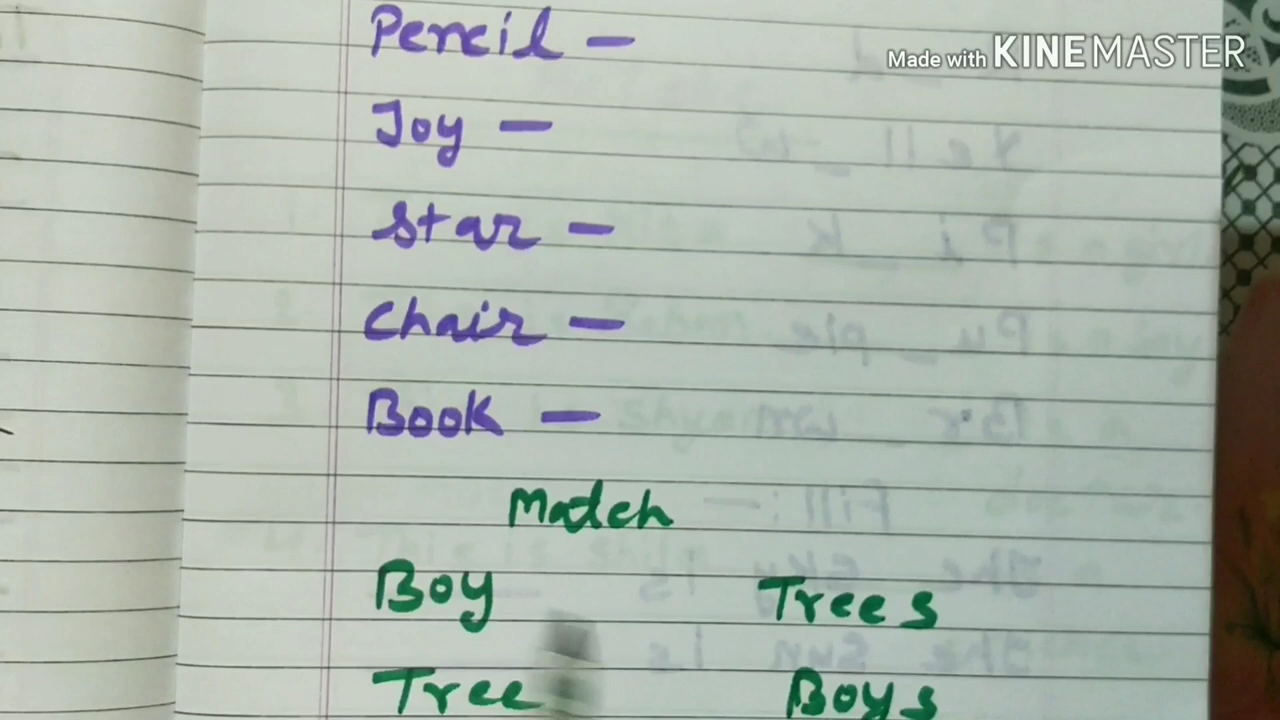 Pencil –
Made with KINEMASTER
Joy –
Star –
Chair –
Book –
Match
Boy Trees
Tree Boys